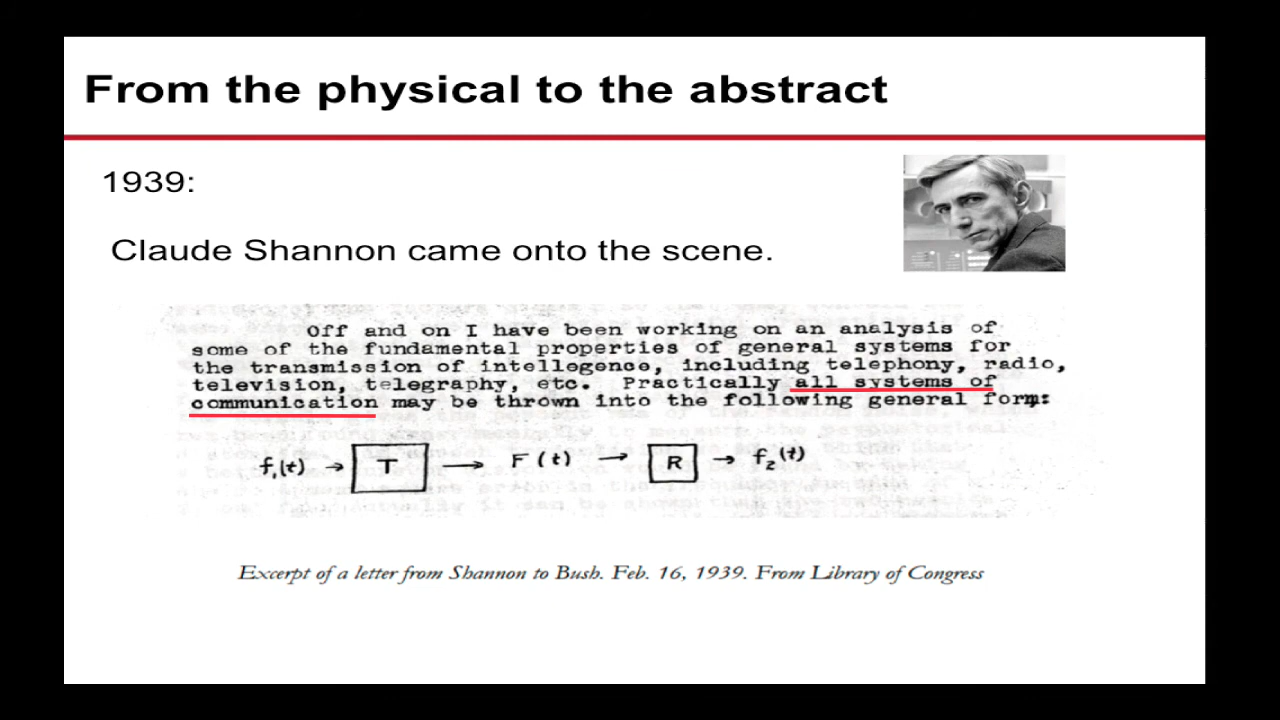 From the physical to the abstract
1939:
Claude Shannon came onto the scene.
Off and on I have been working on an analysis of
some of the fundamental properties of general systems for
the transmission of intellegence, including telephony, radio,
television, telegraphy, etc. Practically all systems of
communication may be thrown into the following general form:
f₁(t) → T → F(t) → R → f₂(t)
Excerpt of a letter from Shannon to Bush. Feb. 16, 1939. From Library of Congress